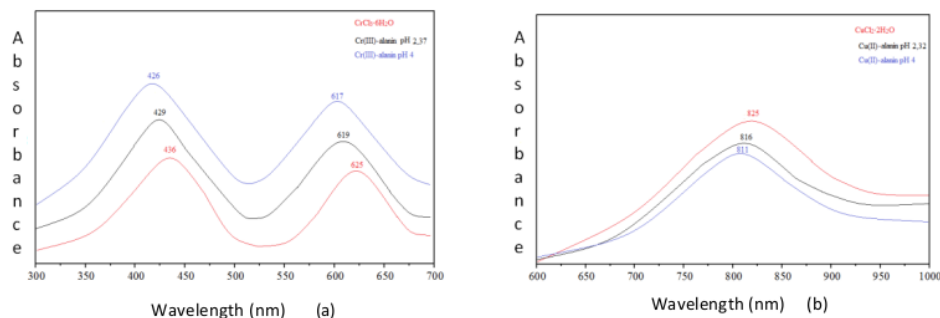 Absorbance
CrCl₃·6H₂O
Cr(III)-alanin pH 2,37
Cr(III)-alanin pH 4
426
429
436
617
619
625
300 350 400 450 500 550 600 650 700
Wavelength (nm) (a)
Absorbance
CuCl₂·2H₂O
Cu(II)-alanin pH 2,32
Cu(II)-alanin pH 4
825
816
811
600 650 700 750 800 850 900 950 1000
Wavelength (nm) (b)